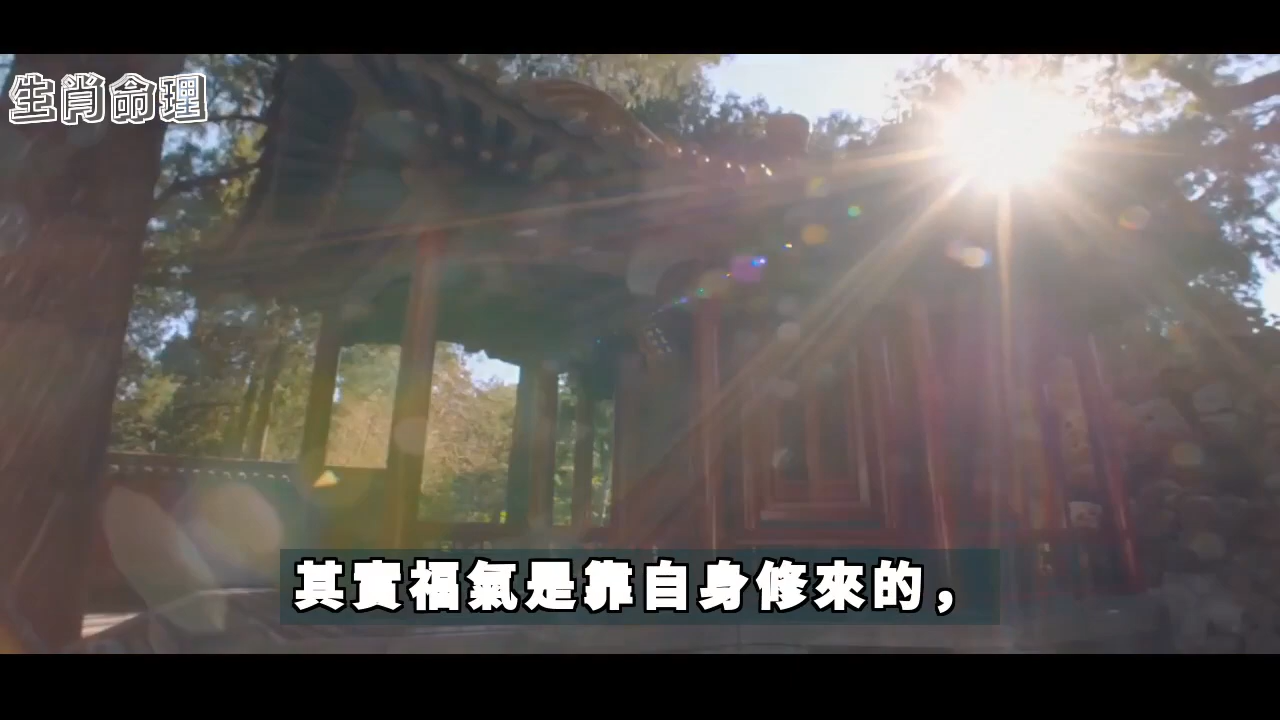 生肖命理
其實福氣是靠自身修來的，